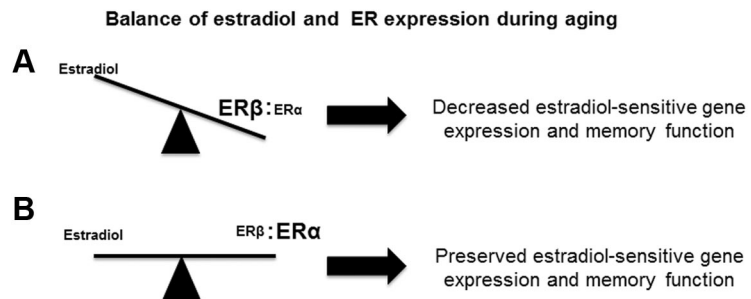 Balance of estradiol and ER expression during aging
A
Estradiol
ERβ:ERα
Decreased estradiol-sensitive gene
expression and memory function
B
Estradiol
ERβ:ERα
Preserved estradiol-sensitive gene
expression and memory function